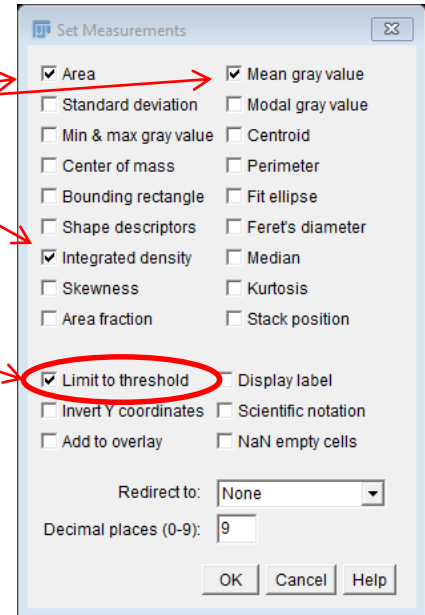 Set Measurements
Area Mean gray value
Standard deviation Modal gray value
Min & max gray value Centroid
Center of mass Perimeter
Bounding rectangle Fit ellipse
Shape descriptors Feret's diameter
Integrated density Median
Skewness Kurtosis
Area fraction Stack position
Limit to threshold Display label
Invert Y coordinates Scientific notation
Add to overlay NaN empty cells
Redirect to: None
Decimal places (0-9): 9
OK Cancel Help